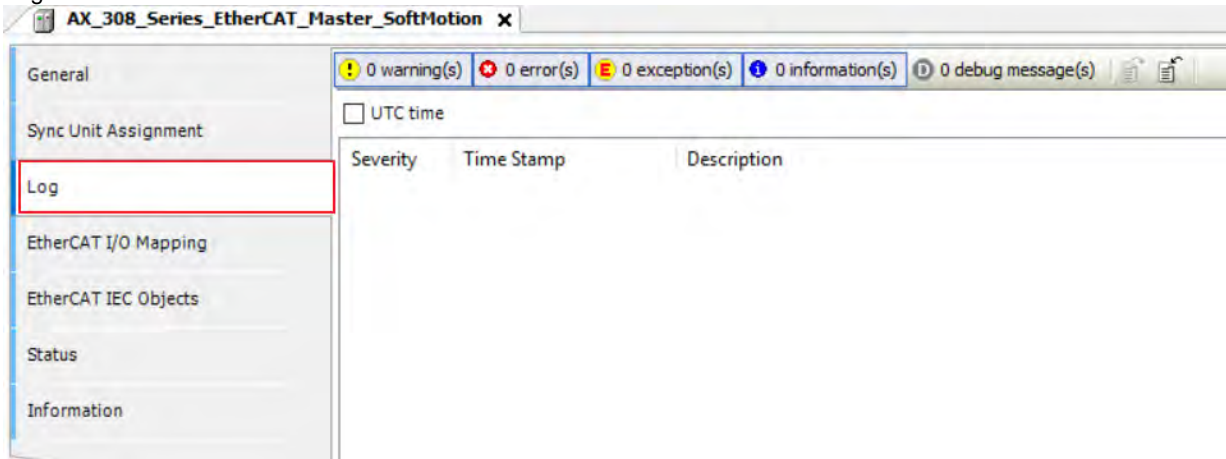 AX_308_Series_EtherCAT_Master_SoftMotion X
General
Sync Unit Assignment
Log
EtherCAT I/O Mapping
EtherCAT IEC Objects
Status
Information
0 warning(s) 0 error(s) E 0 exception(s) 0 information(s) D 0 debug message(s)
UTC time
Severity Time Stamp Description